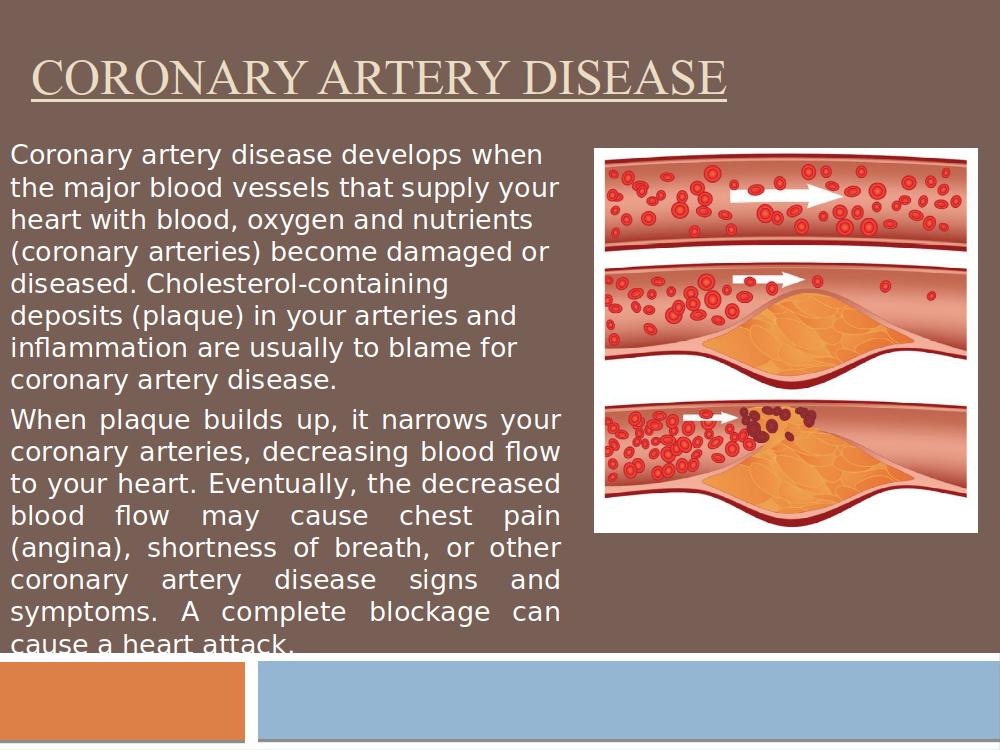 CORONARY ARTERY DISEASE
Coronary artery disease develops when
the major blood vessels that supply your
heart with blood, oxygen and nutrients
(coronary arteries) become damaged or
diseased. Cholesterol-containing
deposits (plaque) in your arteries and
inflammation are usually to blame for
coronary artery disease.
When plaque builds up, it narrows your
coronary arteries, decreasing blood flow
to your heart. Eventually, the decreased
blood flow may cause chest pain
(angina), shortness of breath, or other
coronary artery disease signs and
symptoms. A complete blockage can
cause a heart attack.